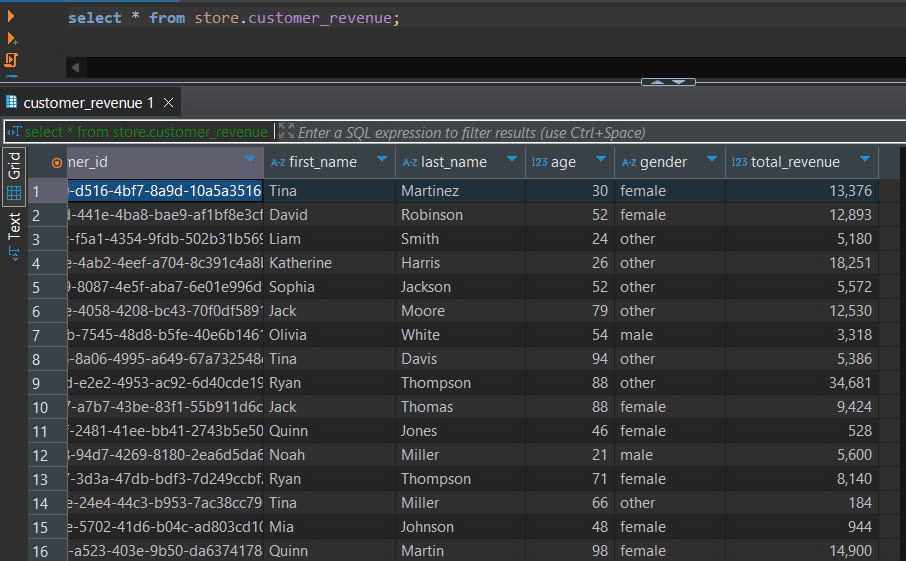 select * from store.customer_revenue;
customer_revenue 1
select * from store.customer_revenue Enter a SQL expression to filter results (use Ctrl+Space)
Grid
Text
mer_id A-Z first_name A-Z last_name 123 age A-Z gender 123 total_revenue
1 -d516-4bf7-8a9d-10a5a3516 Tina Martinez 30 female 13,376
2 -441e-4ba8-bae9-af1bf8e3cf David Robinson 52 female 12,893
3 -f5a1-4354-9fdb-502b31b569 Liam Smith 24 other 5,180
4 e-4ab2-4eef-a704-8c391c4a8 Katherine Harris 26 other 18,251
5 9-8087-4e5f-aba7-6e01e996d Sophia Jackson 52 other 5,572
6 e-4058-4208-bc43-70f0df5891 Jack Moore 79 other 12,530
7 b-7545-48d8-b5fe-40e6b1461 Olivia White 54 male 3,318
8 -8a06-4995-a649-67a732548 Tina Davis 94 other 5,386
9 d-e2e2-4953-ac92-6d40cde19 Ryan Thompson 88 other 34,681
10 7-a7b7-43be-83f1-55b911d6c Jack Thomas 88 female 9,424
11 f-2481-41ee-bb41-2743b5e50 Quinn Jones 46 female 528
12 -94d7-4269-8180-2ea6d5da6 Noah Miller 21 male 5,600
13 -3d3a-47db-bdf3-7d249ccbf Ryan Thompson 71 female 8,140
14 e-24e4-44c3-b953-7ac38cc79 Tina Miller 66 other 184
15 e-5702-41d6-b04c-ad803cd10 Mia Johnson 48 female 944
16 -a523-403e-9b50-da6374178 Quinn Martin 98 female 14,900